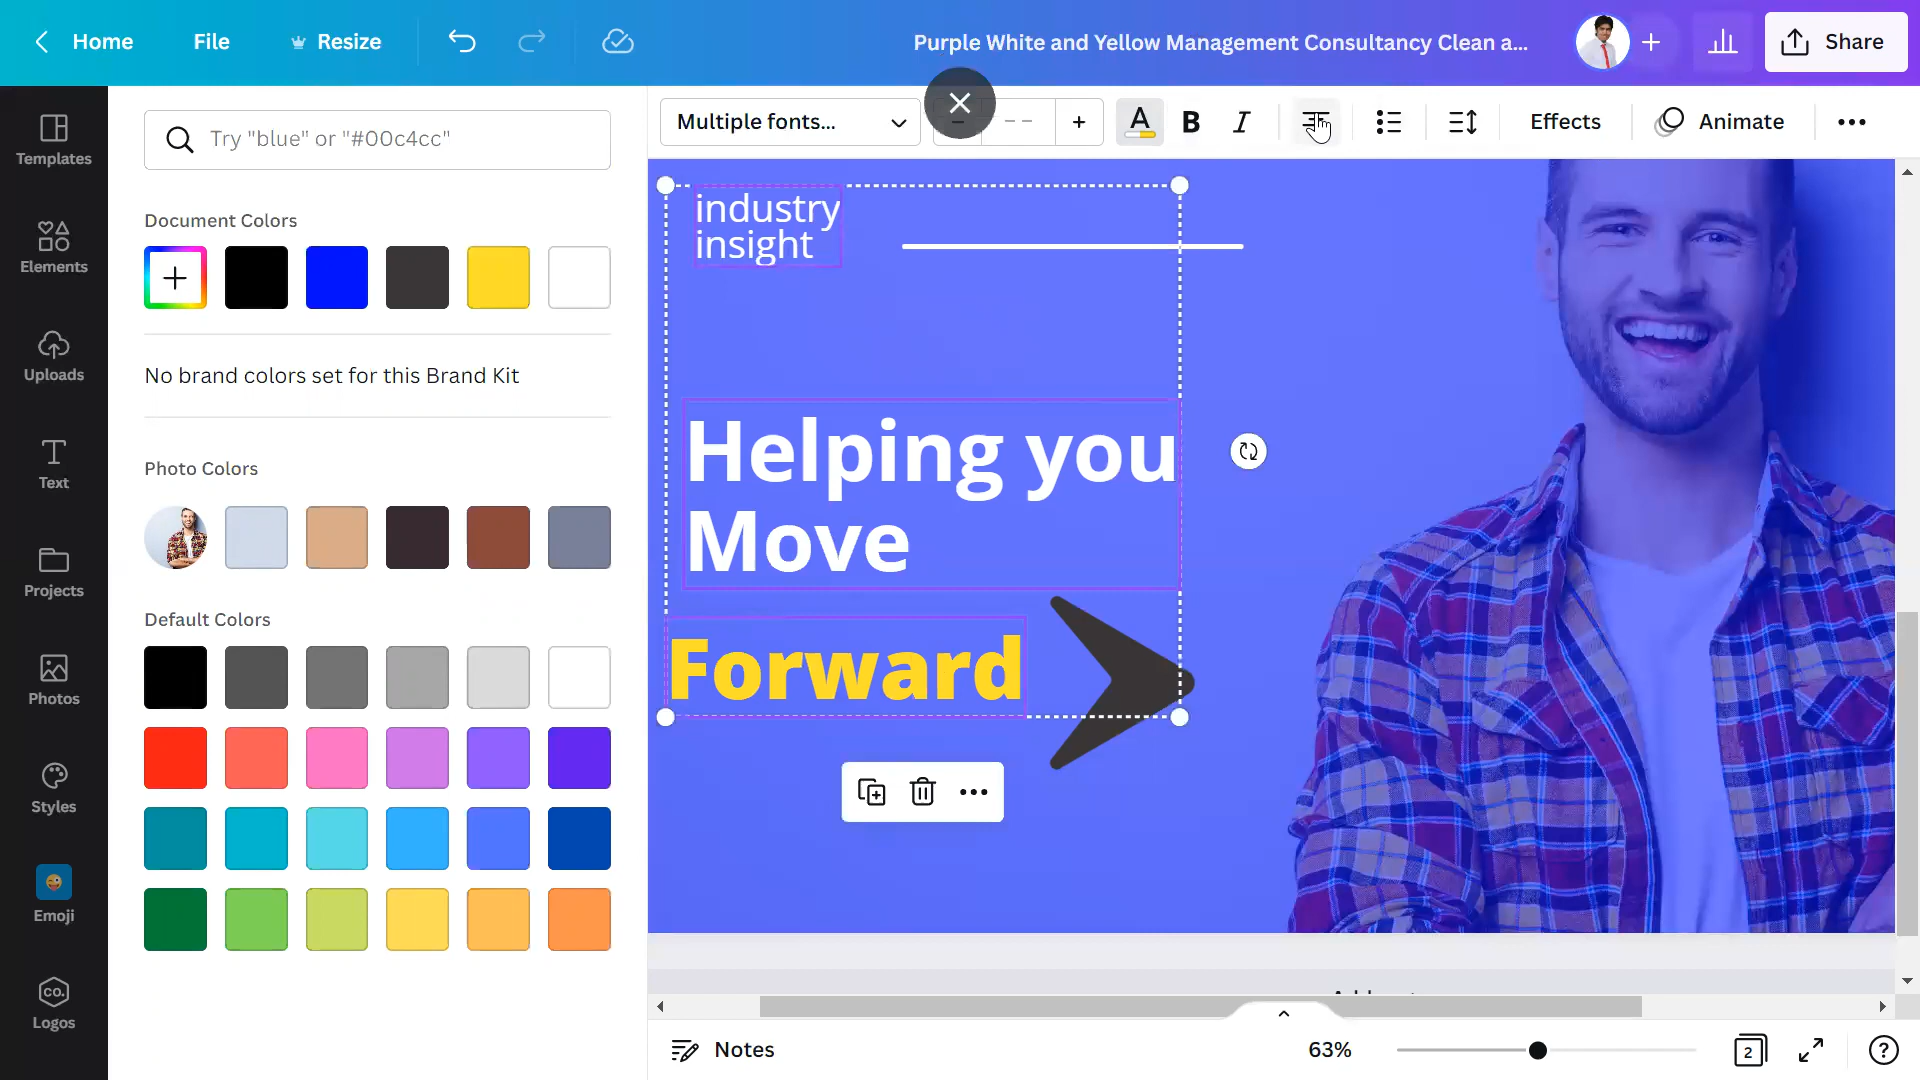 Home
File
Resize
Purple White and Yellow Management Consultancy Clean a...
Share
Templates
Elements
Uploads
Text
Projects
Photos
Styles
Emoji
CO.
Logos
Try "blue" or "#00c4cc"
Document Colors
No brand colors set for this Brand Kit
Photo Colors
Default Colors
Multiple fonts...
- -
A
B
I
Effects
Animate
industry
insight
Helping you
Move
Forward
Notes
63%
2
?